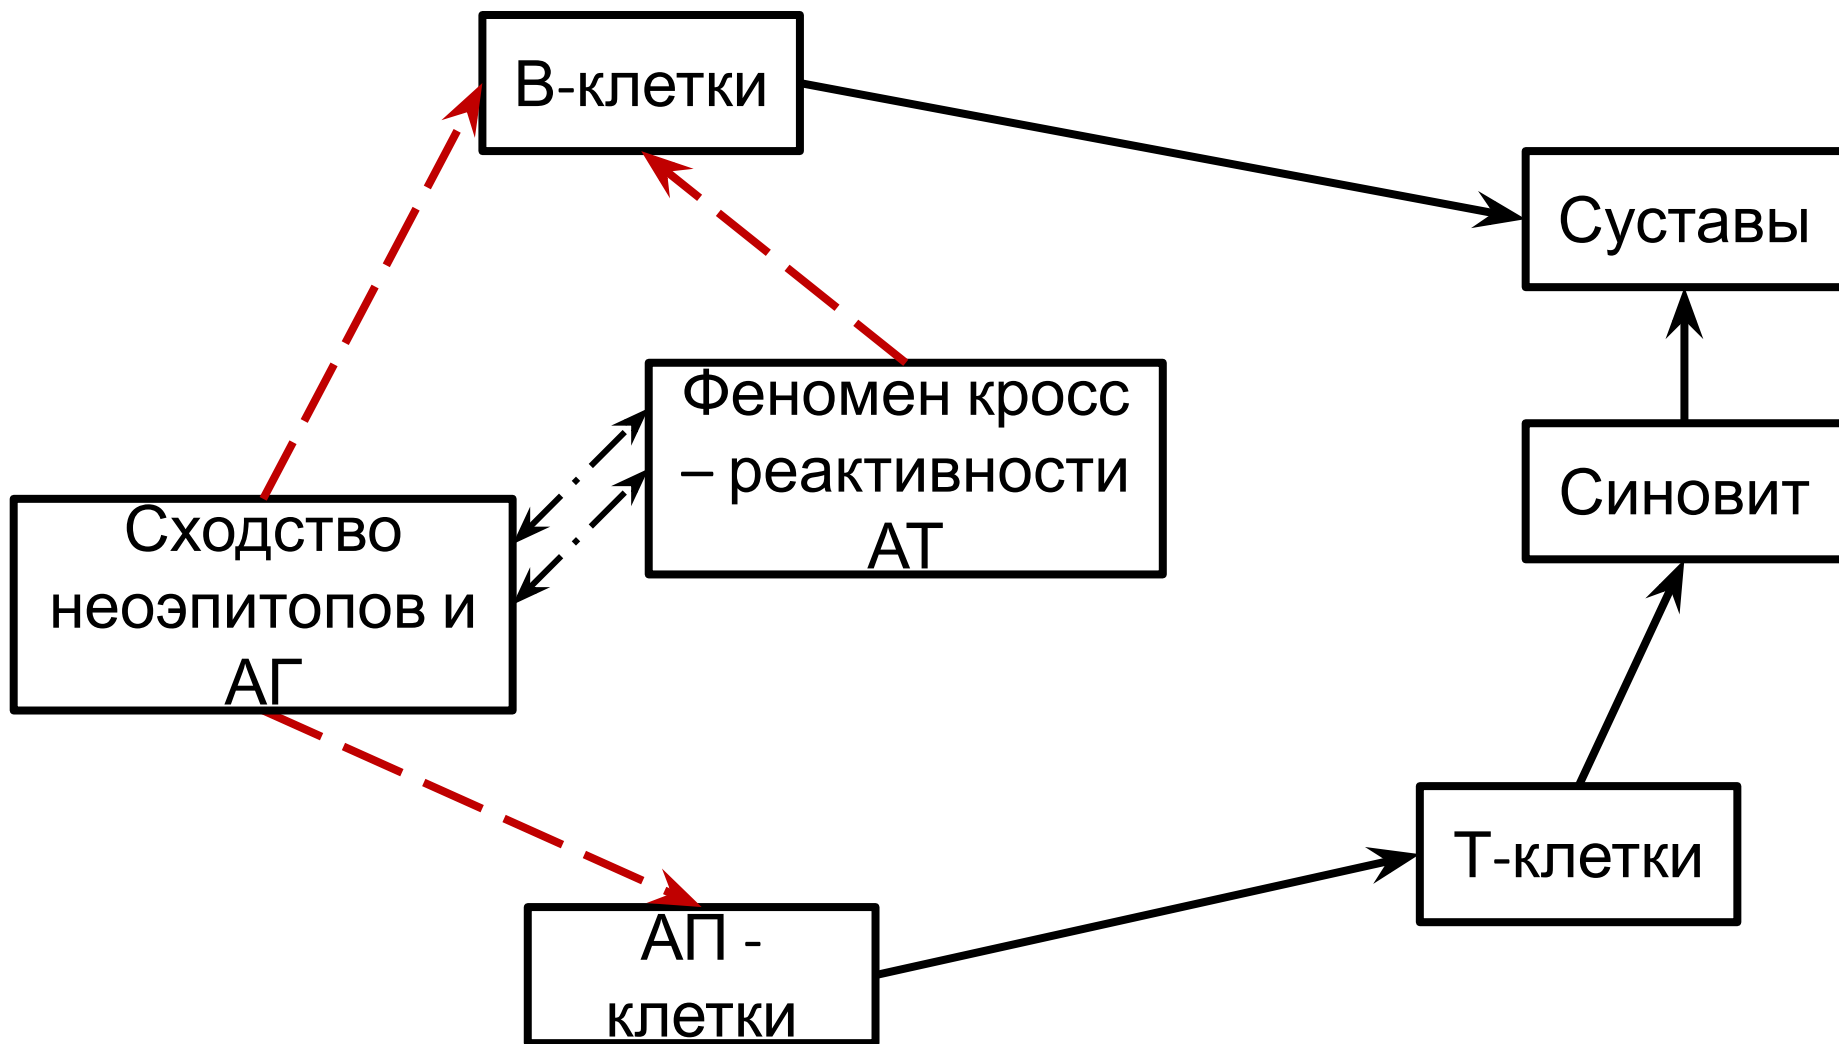 В-клетки
Суставы
Феномен кросс
– реактивности
АТ
Синовит
Сходство
неоэпитопов и
АГ
Т-клетки
АП -
клетки